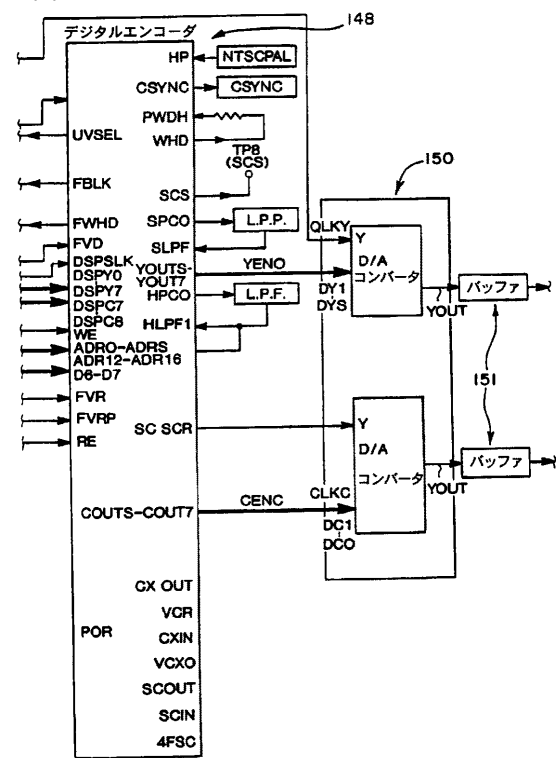 デジタルエンコーダ
148
HP
NTSCPAL
CSYNC
CSYNC
PWDH
UVSEL
WHD
TP8
(SCS)
150
FBLK
SCS
SPCO
L.P.P.
QLKY
FWHD
SLPF
Y
FVD
DSPSLK
YOUTS-
YOUT7
YENO
D/A
コンバータ
DSPY0
DSPY7
HPCO
L.P.F.
DY1
DYS
YOUT
バッファ
DSPC7
DSPC8
HLPF1
WE
ADR0-ADRS
ADR12-ADR16
D6-D7
151
FVR
FVRP
SC SCR
Y
RE
D/A
コンバータ
バッファ
YOUT
COUTS-COUT7
CENC
CLKC
DC1
DCO
CX OUT
VCR
POR
CXIN
VCXO
SCOUT
SCIN
4FSC